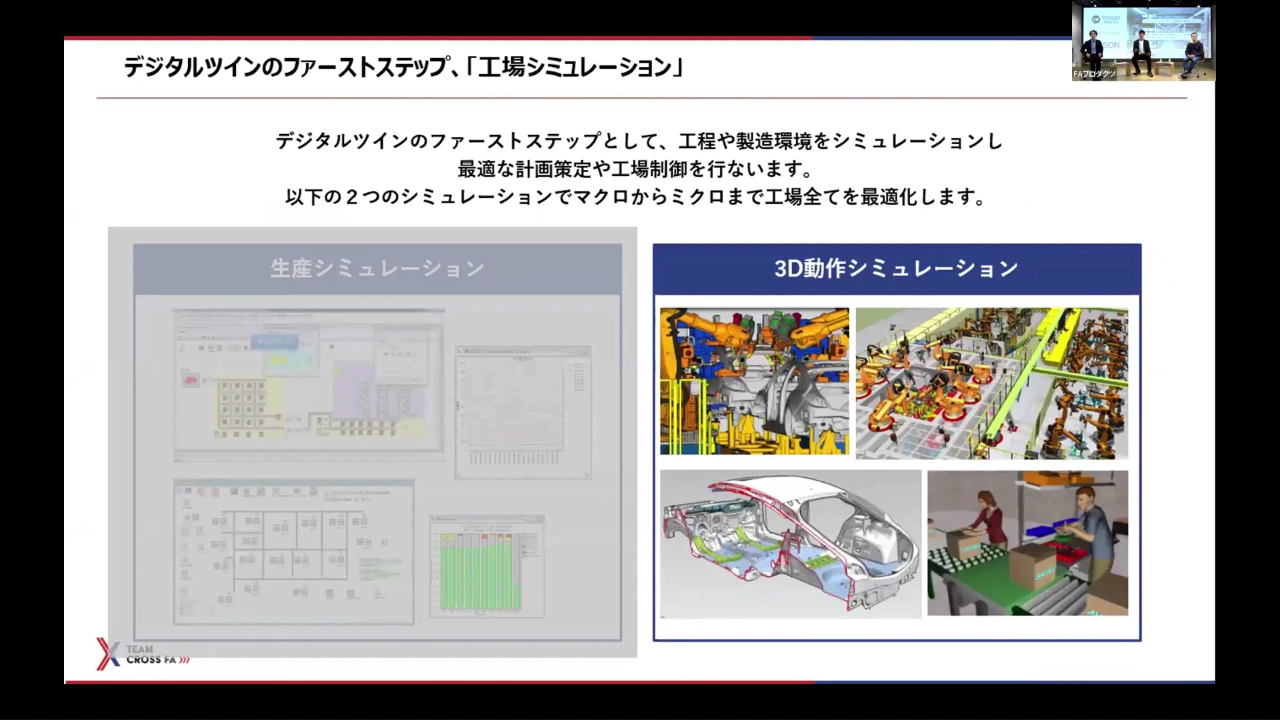 デジタルツインのファーストステップ、「工場シミュレーション」
FAプロダクツ
デジタルツインのファーストステップとして、工程や製造環境をシミュレーションし
最適な計画策定や工場制御を行ないます。
以下の２つのシミュレーションでマクロからミクロまで工場全てを最適化します。
生産シミュレーション
3D動作シミュレーション
TEAM
CROSS FA